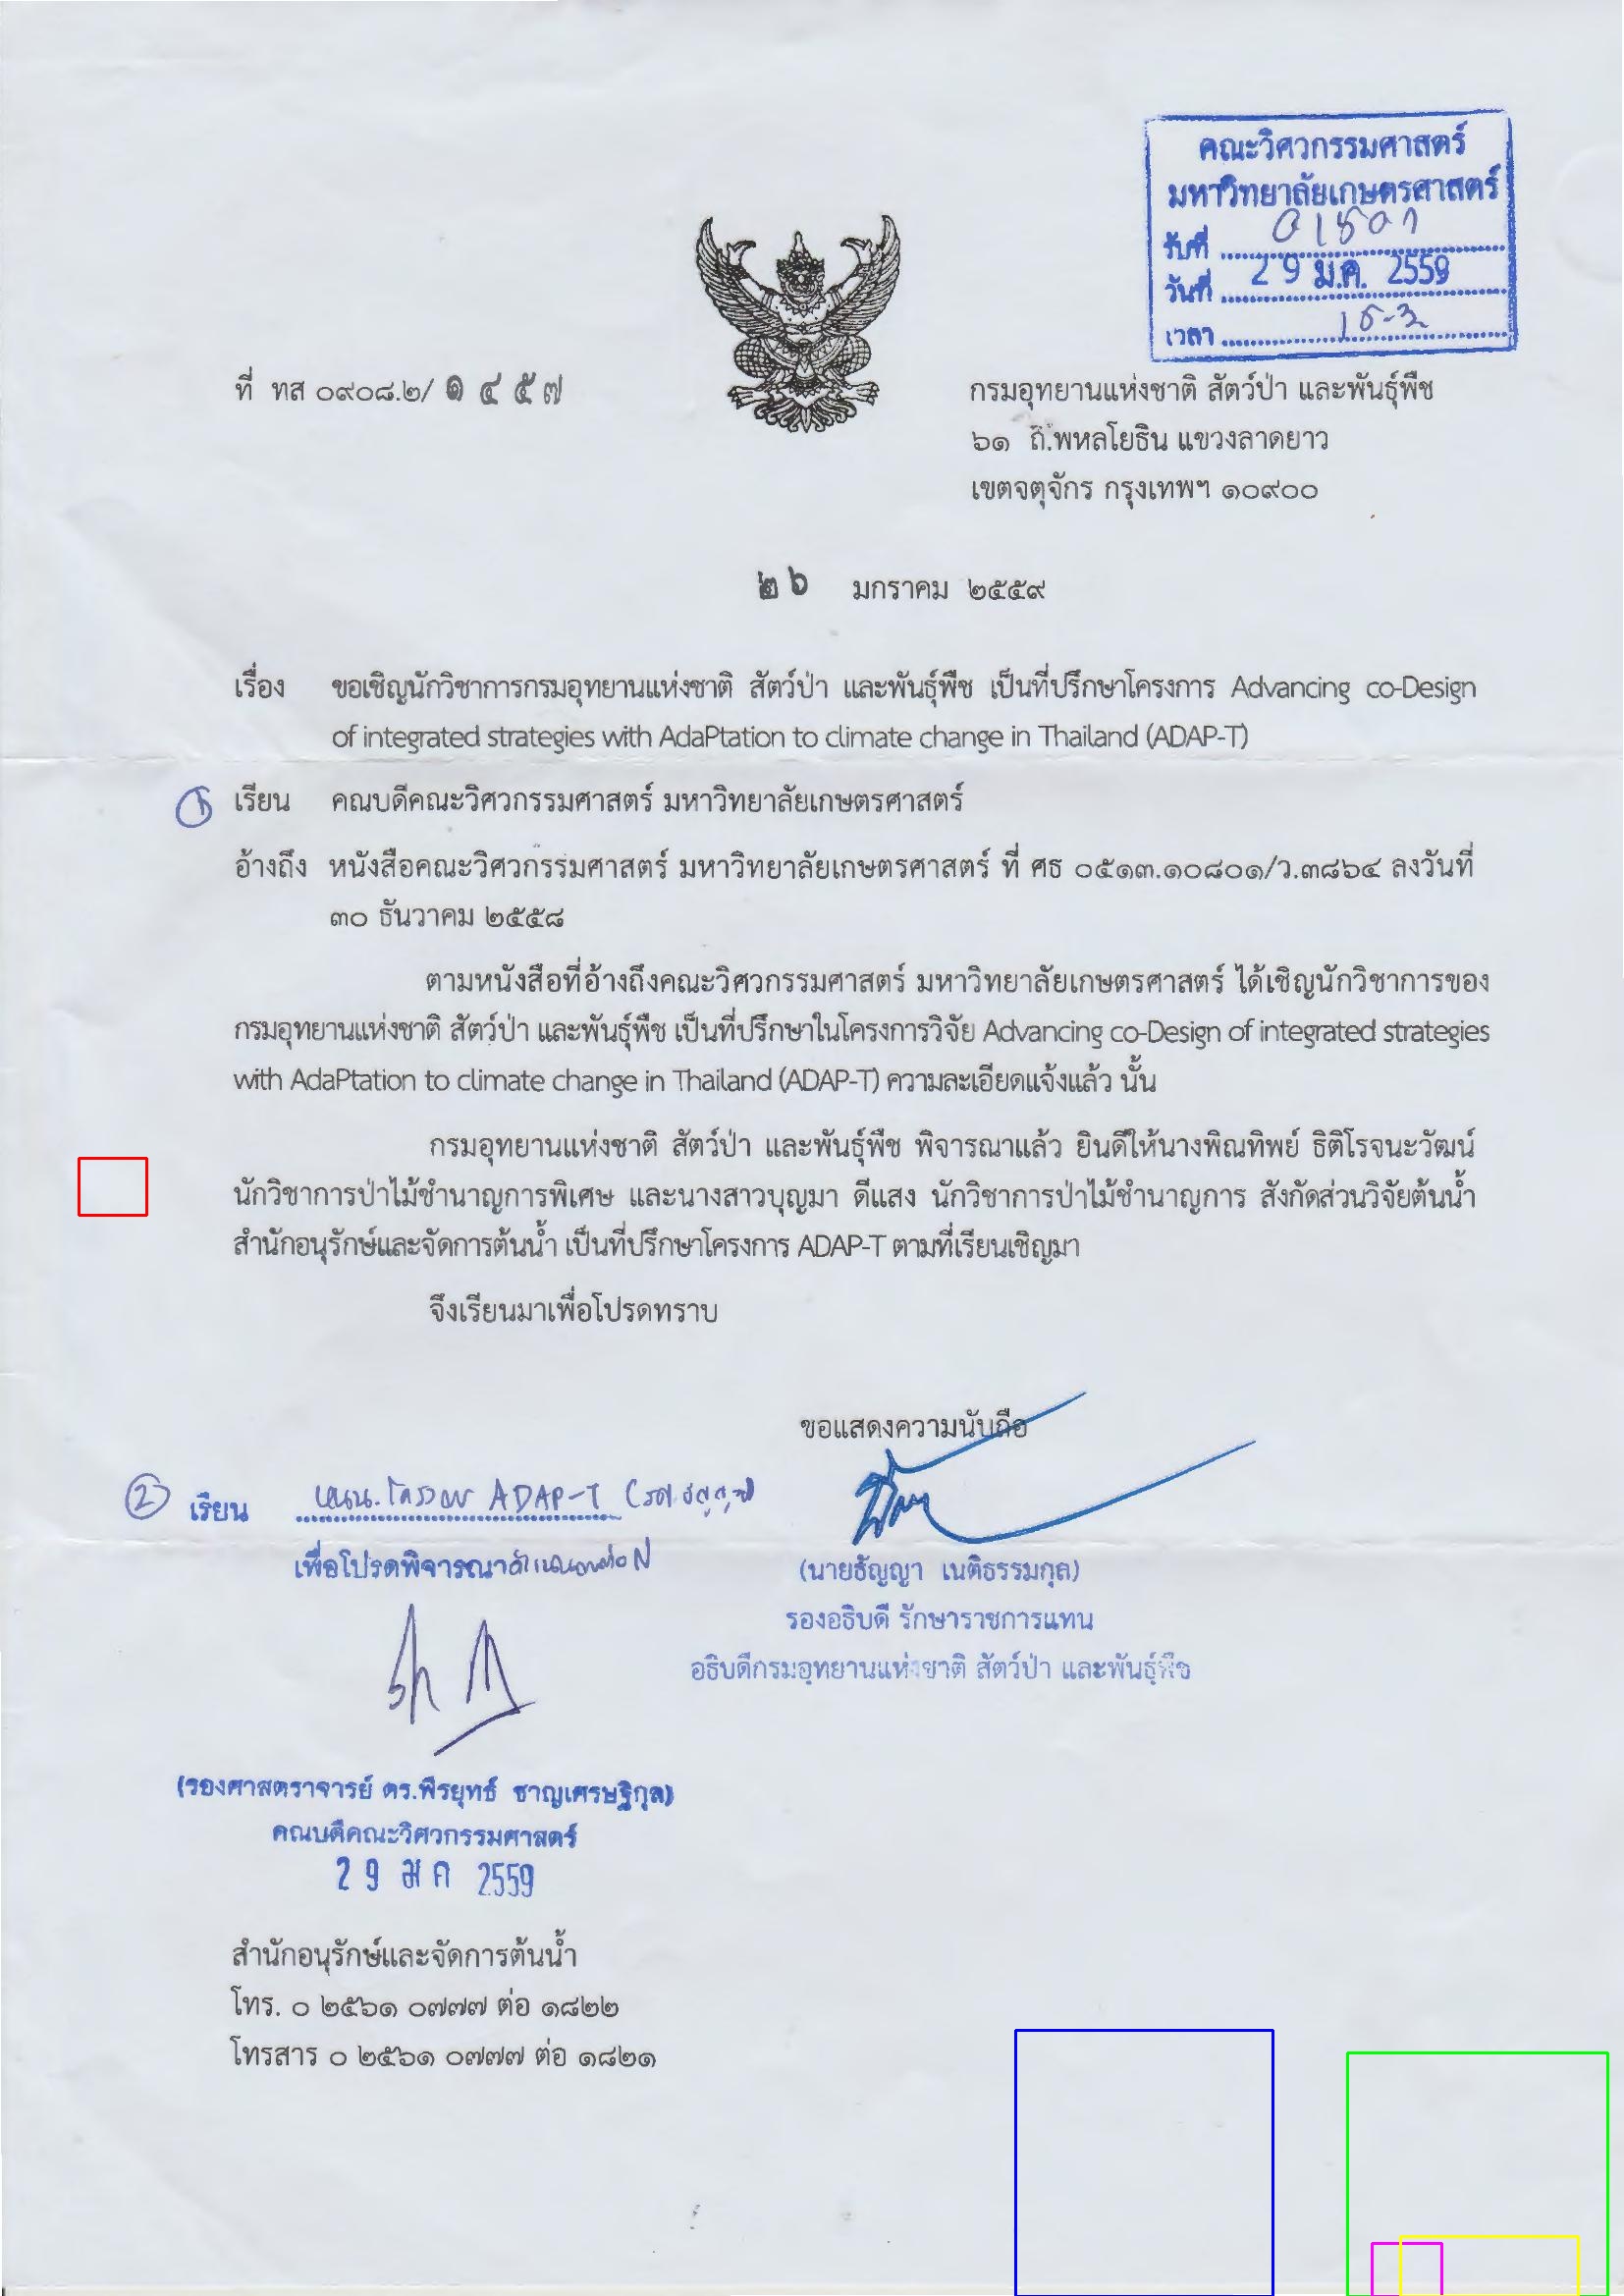 คณะวิศวกรรมศาสตร์
มหาวิทยาลัยเกษตรศาสตร์
รับที่
วันที่ 29 ม.ค. 2559
เวลา
ที่ ทส ๐๙๐๘.๒/ ๑๔๕๗
กรมอุทยานแห่งชาติ สัตว์ป่า และพันธุ์พืช
๖๑ ถ.พหลโยธิน แขวงลาดยาว
เขตจตุจักร กรุงเทพฯ ๑๐๙๐๐
๒๖ มกราคม ๒๕๕๙
เรื่อง ขอเชิญนักวิชาการกรมอุทยานแห่งชาติ สัตว์ป่า และพันธุ์พืช เป็นที่ปรึกษาโครงการ Advancing co-Design
of integrated strategies with AdaPtation to climate change in Thailand (ADAP-T)
เรียน คณบดีคณะวิศวกรรมศาสตร์ มหาวิทยาลัยเกษตรศาสตร์
อ้างถึง หนังสือคณะวิศวกรรมศาสตร์ มหาวิทยาลัยเกษตรศาสตร์ ที่ ศธ ๐๕๑๓.๑๐๘๐๑/ว.๓๘๖๔ ลงวันที่
๓๐ ธันวาคม ๒๕๕๘
ตามหนังสือที่อ้างถึงคณะวิศวกรรมศาสตร์ มหาวิทยาลัยเกษตรศาสตร์ ได้เชิญนักวิชาการของ
กรมอุทยานแห่งชาติ สัตว์ป่า และพันธุ์พืช เป็นที่ปรึกษาในโครงการวิจัย Advancing co-Design of integrated strategies
with AdaPtation to climate change in Thailand (ADAP-T) ความละเอียดแจ้งแล้ว นั้น
กรมอุทยานแห่งชาติ สัตว์ป่า และพันธุ์พืช พิจารณาแล้ว ยินดีให้นางพิณทิพย์ ธิติโรจนะวัฒน์
นักวิชาการป่าไม้ชำนาญการพิเศษ และนางสาวบุญมา ดีแสง นักวิชาการป่าไม้ชำนาญการ สังกัดส่วนวิจัยต้นน้ำ
สำนักอนุรักษ์และจัดการต้นน้ำ เป็นที่ปรึกษาโครงการ ADAP-T ตามที่เรียนเชิญมา
จึงเรียนมาเพื่อโปรดทราบ
ขอแสดงความนับถือ
(นายธัญญา เนติธรรมกุล)
รองอธิบดี รักษาราชการแทน
อธิบดีกรมอุทยานแห่งชาติ สัตว์ป่า และพันธุ์พืช
② เรียน ADAP-T
เพื่อโปรดพิจารณา
(รองศาสตราจารย์ ดร.พีรยุทธ์ ชาญเศรษฐิกุล)
คณบดีคณะวิศวกรรมศาสตร์
29 ม ค 2559
สำนักอนุรักษ์และจัดการต้นน้ำ
โทร. ๐ ๒๕๖๑ ๐๗๗๗ ต่อ ๑๘๒๒
โทรสาร ๐ ๒๕๖๑ ๐๗๗๗ ต่อ ๑๘๒๑